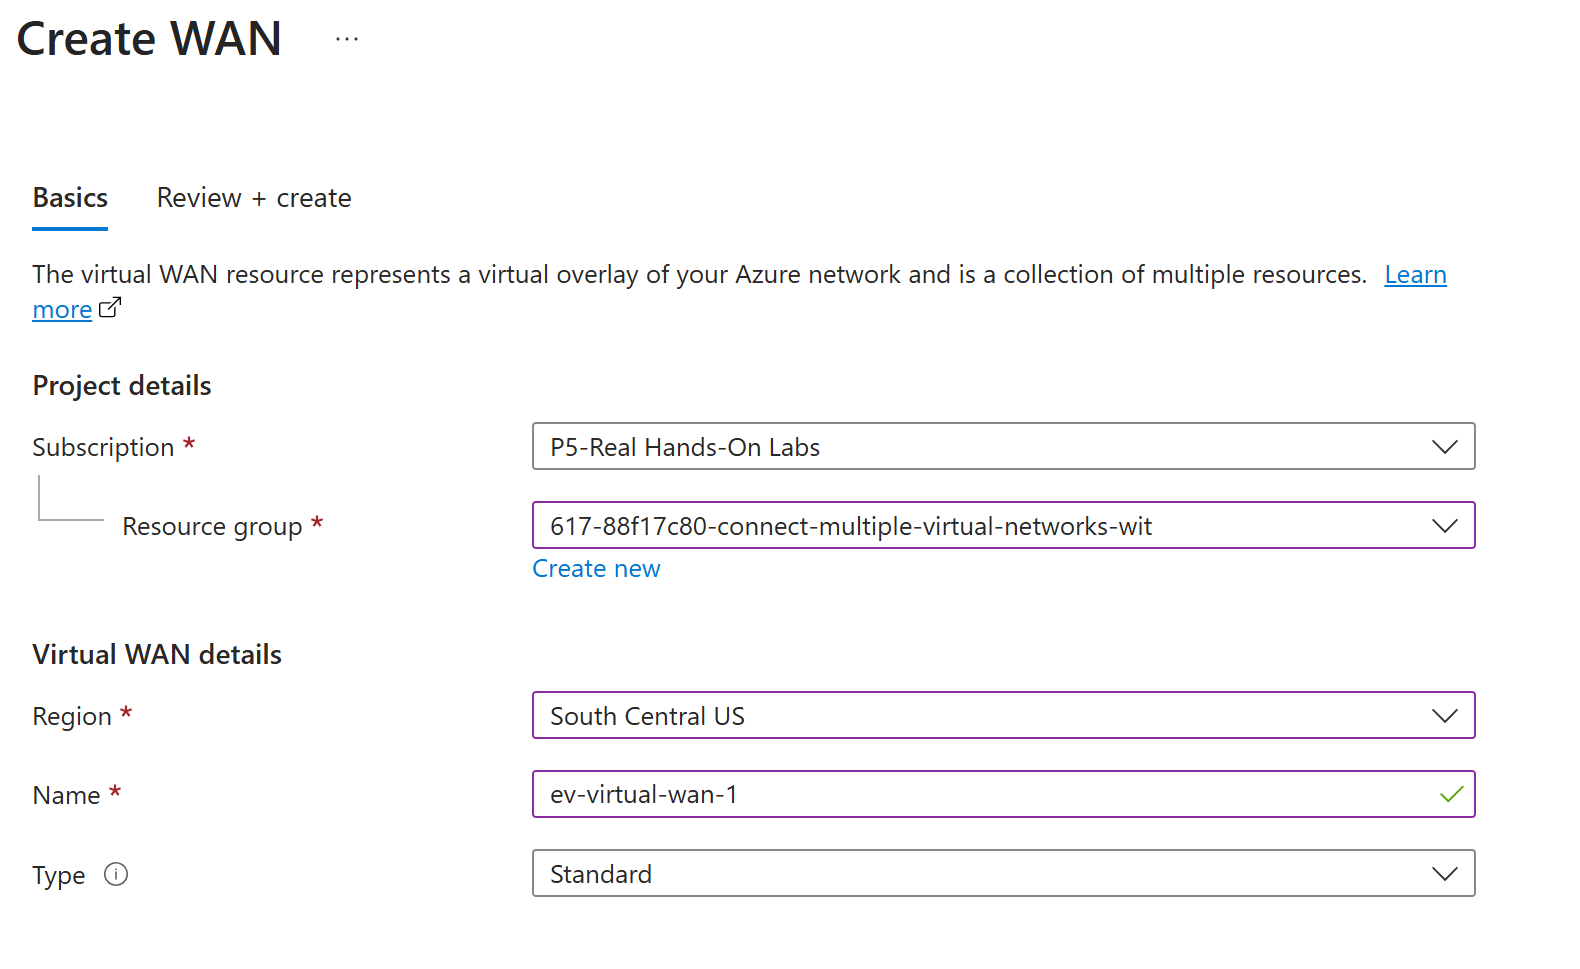 Create WAN ...
Basics Review + create
The virtual WAN resource represents a virtual overlay of your Azure network and is a collection of multiple resources. Learn
more
Project details
Subscription * P5-Real Hands-On Labs
Resource group * 617-88f17c80-connect-multiple-virtual-networks-wit
Create new
Virtual WAN details
Region * South Central US
Name * ev-virtual-wan-1
Type Standard